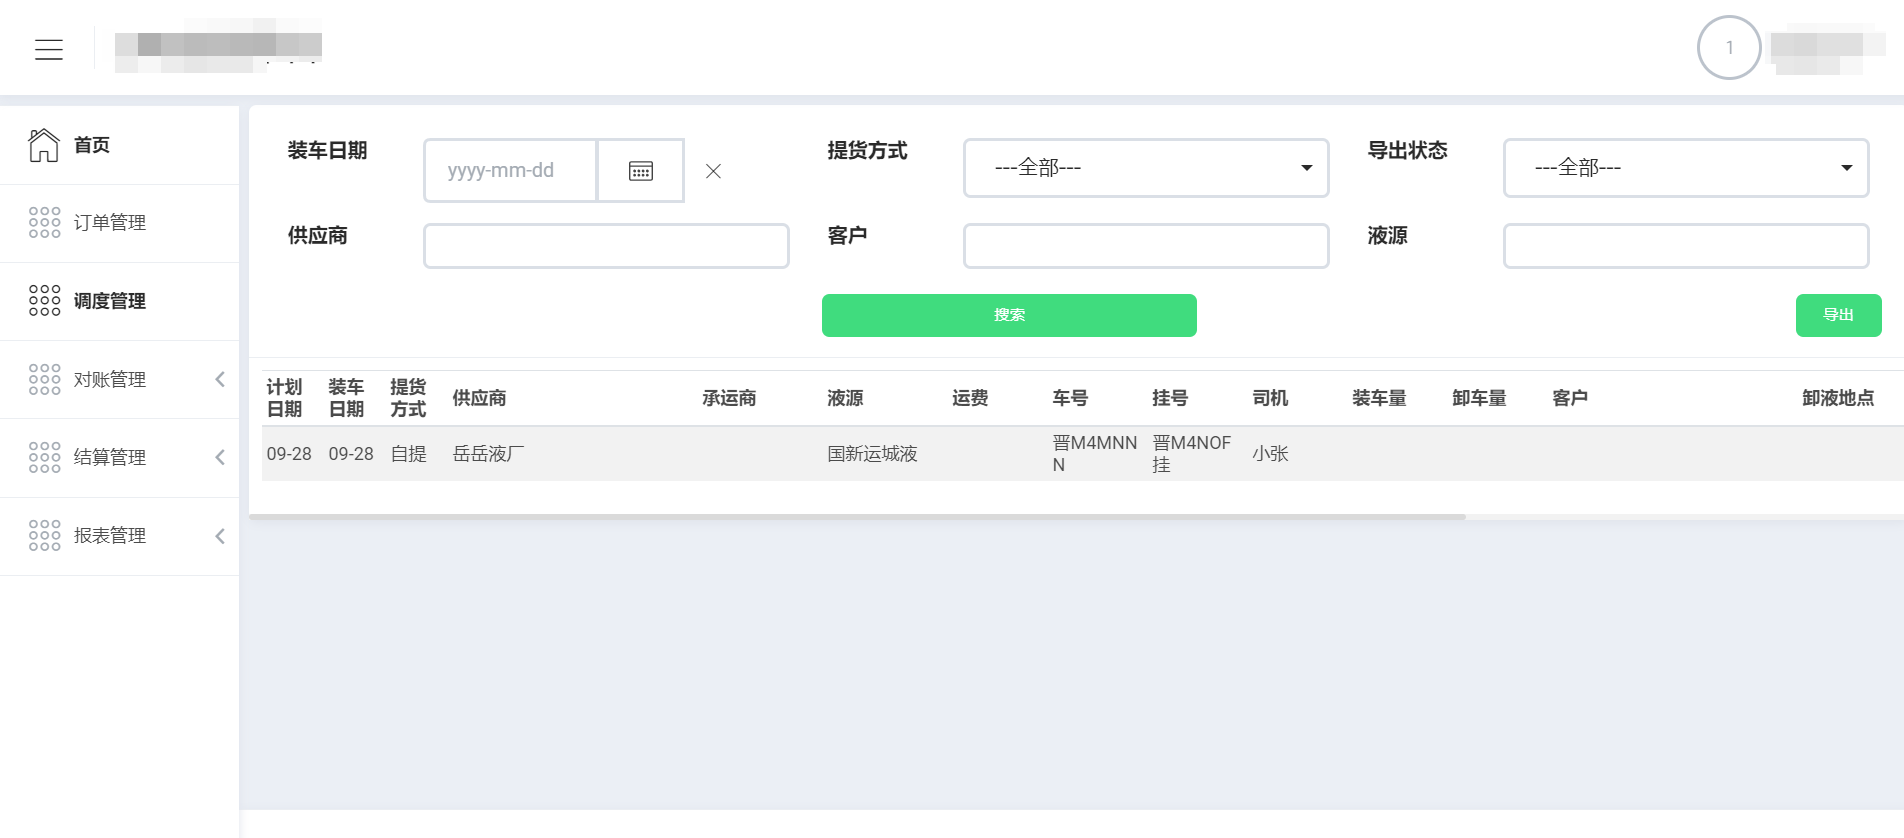 1
首页
订单管理
调度管理
对账管理
结算管理
报表管理
装车日期 yyyy-mm-dd 提货方式 ---全部--- 导出状态 ---全部---
供应商 客户 液源
搜索 导出
计划日期 装车日期 提货方式 供应商 承运商 液源 运费 车号 挂号 司机 装车量 卸车量 客户 卸液地点
09-28 09-28 自提 岳岳液厂 国新运城液 晋M4MNNN 晋M4NOF挂 小张